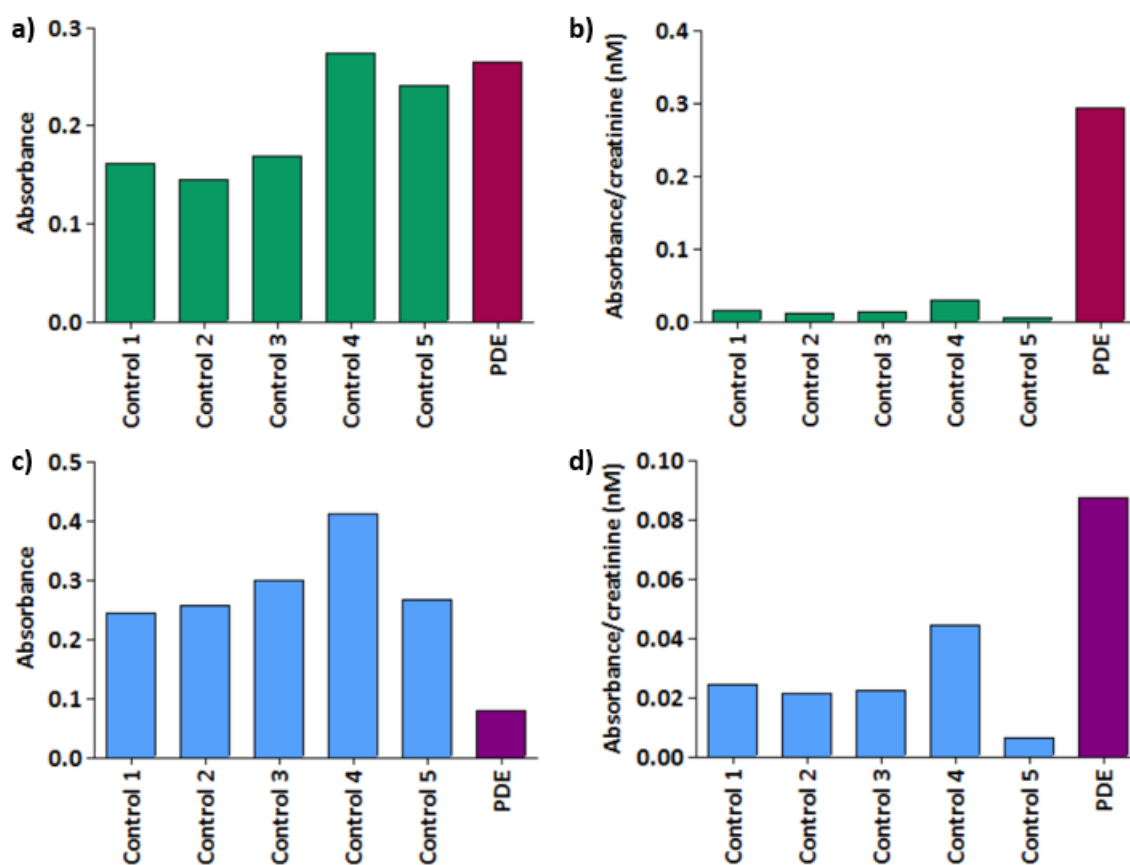 a)
Absorbance
0.3
0.2
0.1
0.0
Control 1
Control 2
Control 3
Control 4
Control 5
PDE
b)
Absorbance/creatinine (nM)
0.4
0.3
0.2
0.1
0.0
Control 1
Control 2
Control 3
Control 4
Control 5
PDE
c)
Absorbance
0.5
0.4
0.3
0.2
0.1
0.0
Control 1
Control 2
Control 3
Control 4
Control 5
PDE
d)
Absorbance/creatinine (nM)
0.10
0.08
0.06
0.04
0.02
0.00
Control 1
Control 2
Control 3
Control 4
Control 5
PDE